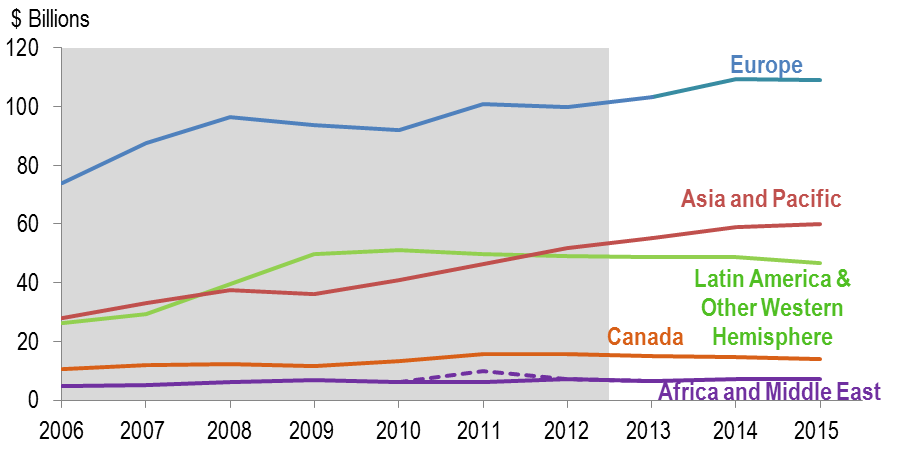 $ Billions
120
100
80
60
40
20
0
Europe
Asia and Pacific
Latin America &
Other Western
Hemisphere
Canada
Africa and Middle East
2006 2007 2008 2009 2010 2011 2012 2013 2014 2015